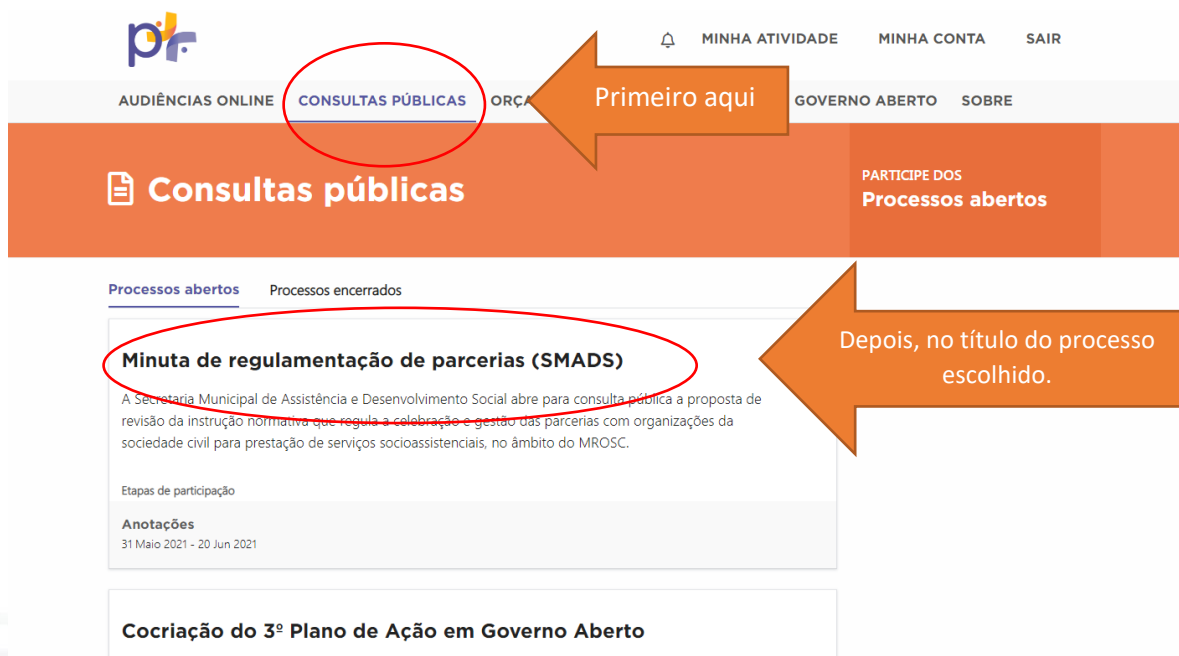 MINHA ATIVIDADE MINHA CONTA SAIR
AUDIÊNCIAS ONLINE CONSULTAS PÚBLICAS GOVERNO ABERTO SOBRE
Primeiro aqui
Consultas públicas
PARTICIPE DOS
Processos abertos
Processos abertos Processos encerrados
Minuta de regulamentação de parcerias (SMADS)
Depois, no título do processo
escolhido.
A Secretaria Municipal de Assistência e Desenvolvimento Social abre para consulta pública a proposta de
revisão da instrução normativa que regula a celebração e gestão das parcerias com organizações da
sociedade civil para prestação de serviços socioassistenciais, no âmbito do MROSC.
Etapas de participação
Anotações
31 Maio 2021 - 20 Jun 2021
Cocriação do 3º Plano de Ação em Governo Aberto